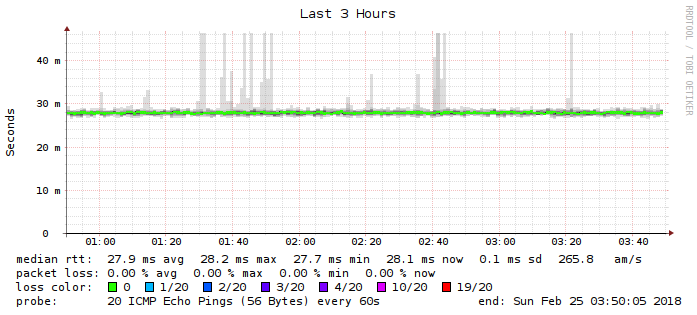 Last 3 Hours
RRDTOOL / TOBI OETIKER
Seconds
40 m
30 m
20 m
10 m
0
01:00 01:20 01:40 02:00 02:20 02:40 03:00 03:20 03:40
median rtt: 27.9 ms avg 28.2 ms max 27.7 ms min 28.1 ms now 0.1 ms sd 265.8 am/s
packet loss: 0.00 % avg 0.00 % max 0.00 % min 0.00 % now
loss color: 0 1/20 2/20 3/20 4/20 10/20 19/20
probe: 20 ICMP Echo Pings (56 Bytes) every 60s end: Sun Feb 25 03:50:05 2018